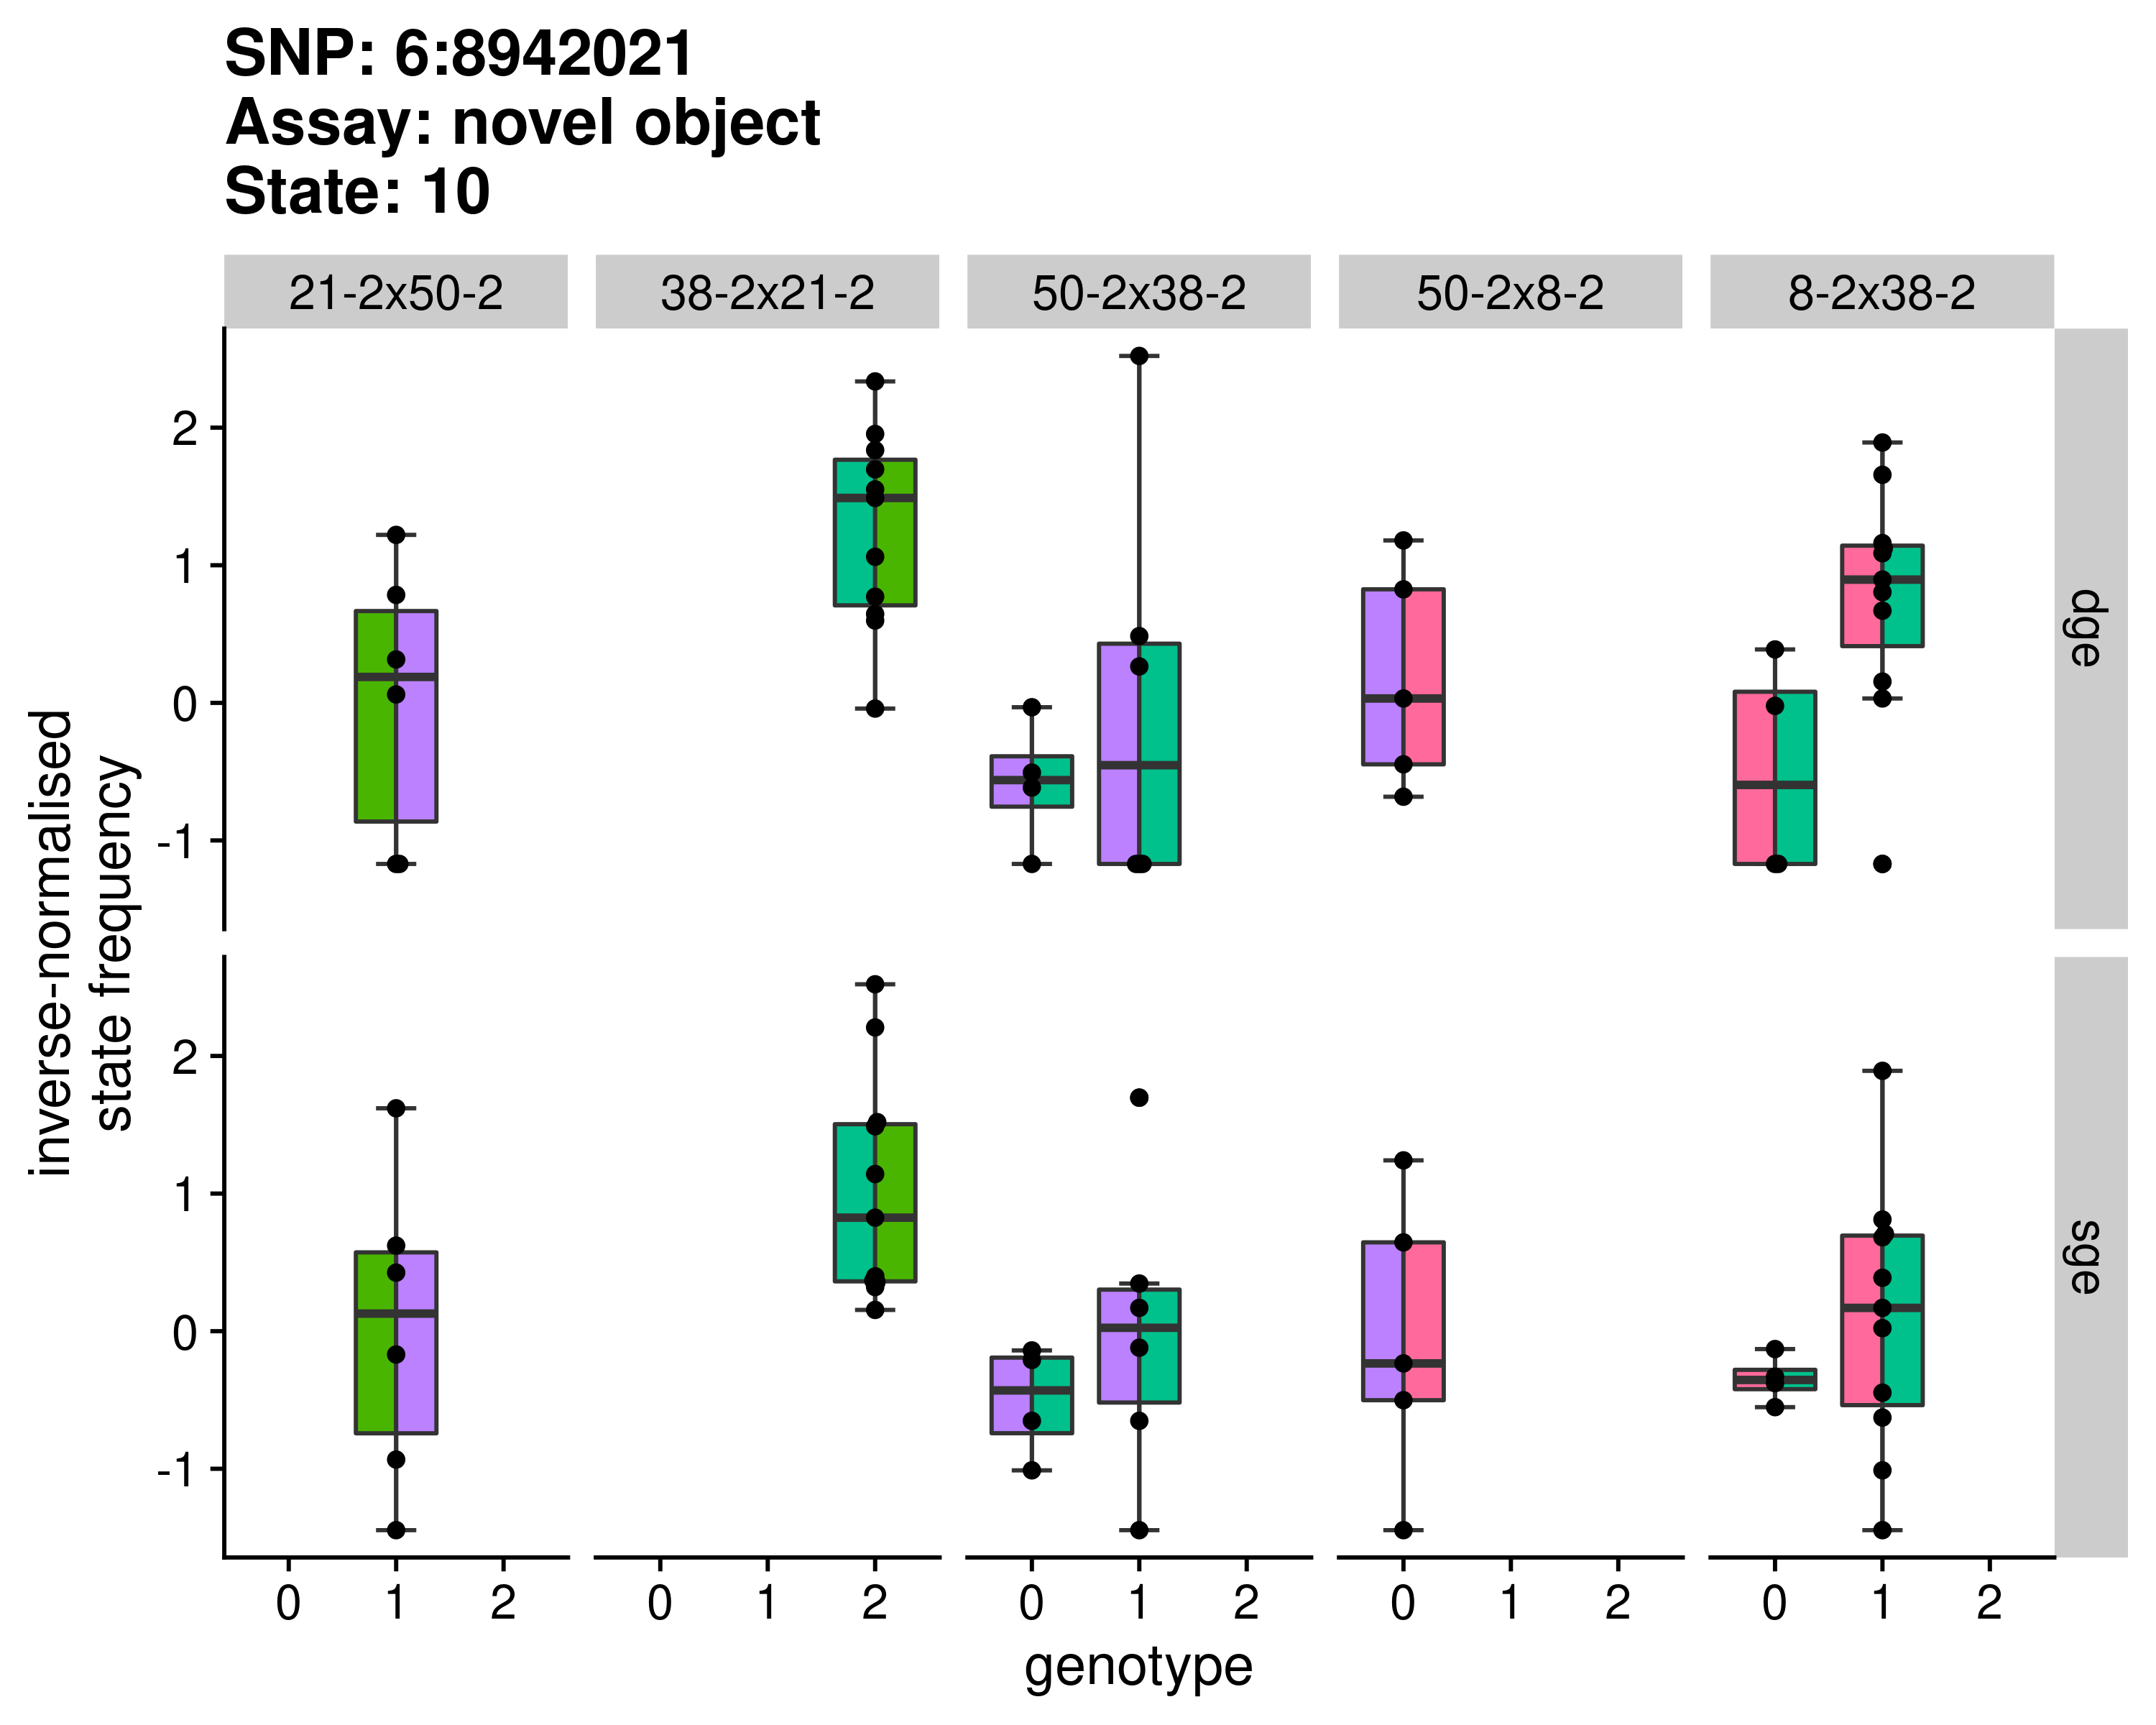 SNP: 6:8942021
Assay: novel object
State: 10
21-2x50-2
38-2x21-2
50-2x38-2
50-2x8-2
8-2x38-2
inverse-normalised
state frequency
2
1
0
-1
dge
2
1
0
-1
sge
0 1 2
0 1 2
0 1 2
0 1 2
0 1 2
genotype